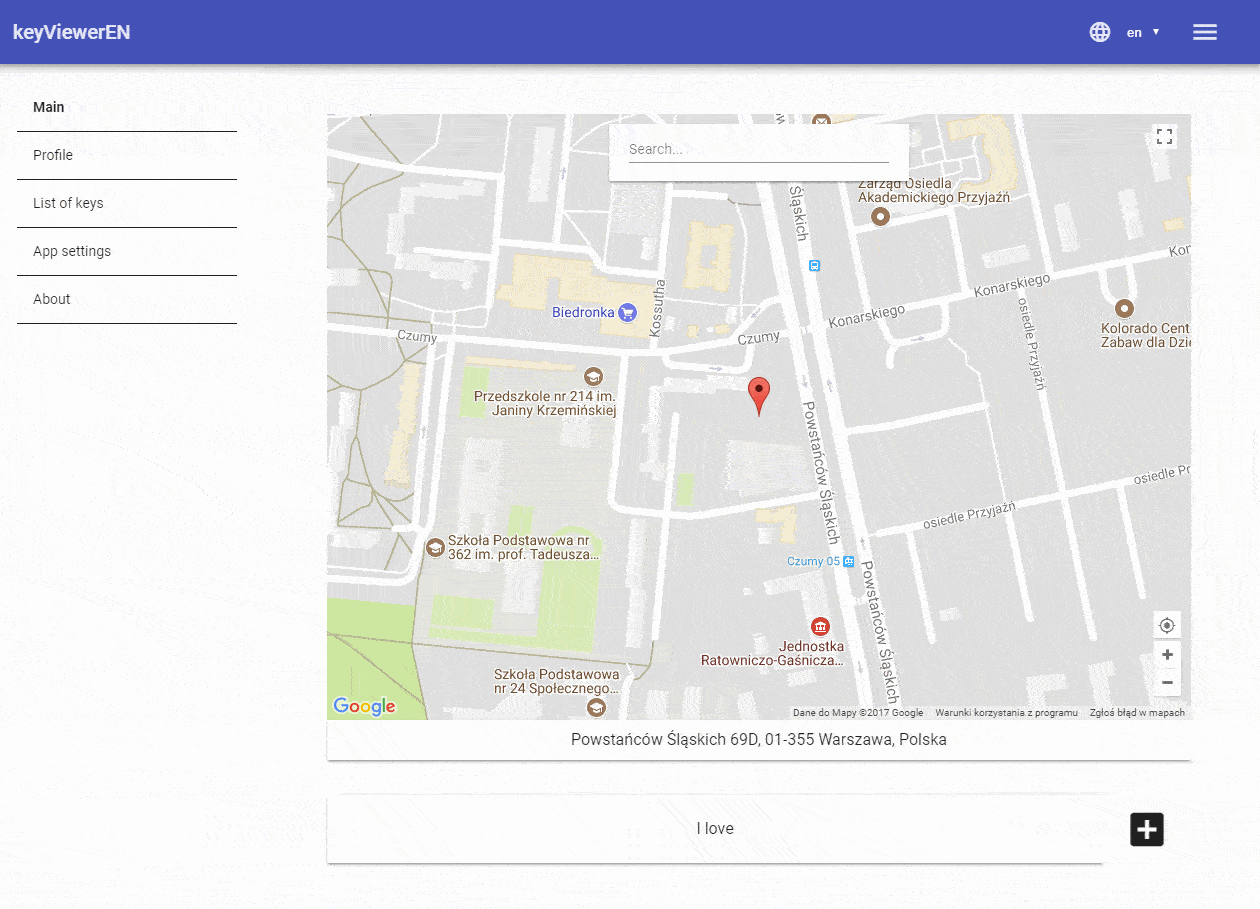 keyViewerEN
en
Main
Profile
List of keys
App settings
About
Search...
Śląskich
Zarząd Osiedla
Akademickiego Przyjaźń
Konarskiego
Konarskiego
Kossutha
Biedronka
Czumy
Czumy
osiedle Przyjaźń
Kolorado Cent
Zabaw dla Dzie
Przedszkole nr 214 im.
Janiny Krzemińskiej
Powstańców Śląskich
osiedle Pr
osiedle Przyjaźń
Szkoła Podstawowa nr
362 im. prof. Tadeusza...
Czumy 05
Powstańców Śląskich
Jednostka
Ratowniczo-Gaśnicza...
Szkoła Podstawowa
nr 24 Społecznego...
Google
Dane do Mapy ©2017 Google
Warunki korzystania z programu
Zgłoś błąd w mapach
Powstańców Śląskich 69D, 01-355 Warszawa, Polska
I love